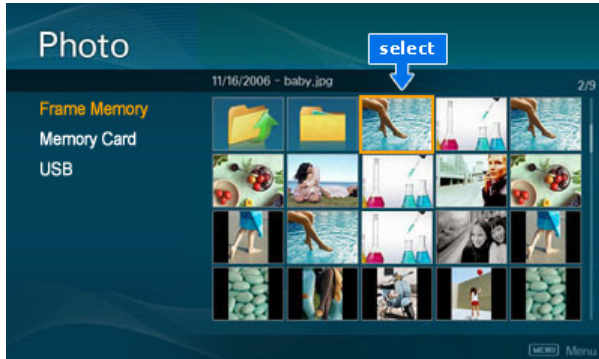 Photo
select
11/16/2006 - baby.jpg
2/9
Frame Memory
Memory Card
USB
MENU Menu